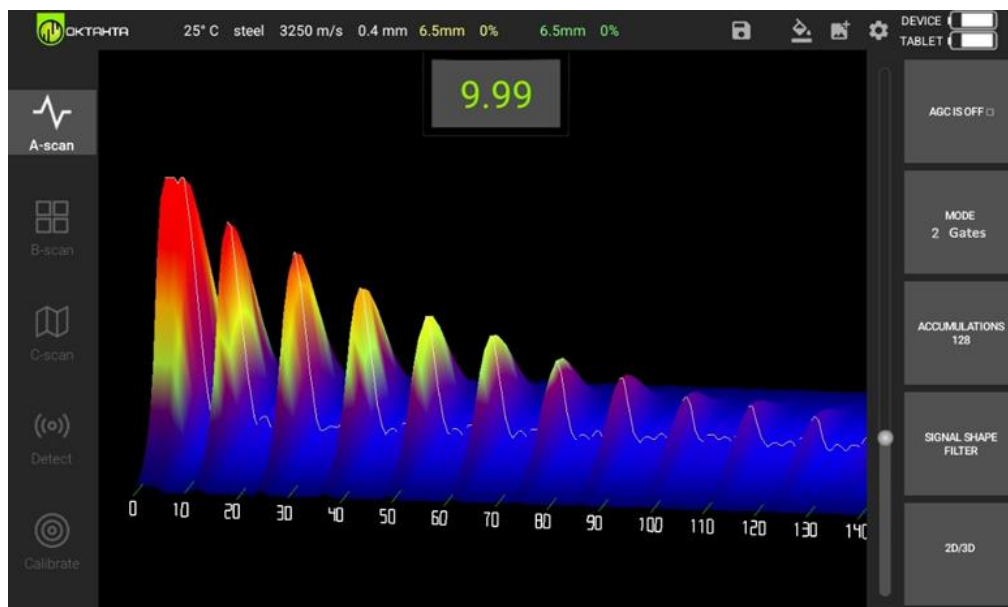 ОКТАНТА
25° C steel 3250 m/s 0.4 mm 6.5mm 0% 6.5mm 0%
DEVICE
TABLET
9.99
A-scan
B-scan
C-scan
Detect
Calibrate
AGC IS OFF □
MODE
2 Gates
ACCUMULATIONS
128
SIGNAL SHAPE
FILTER
2D/3D
0 10 20 30 40 50 60 70 80 90 100 110 120 130 140